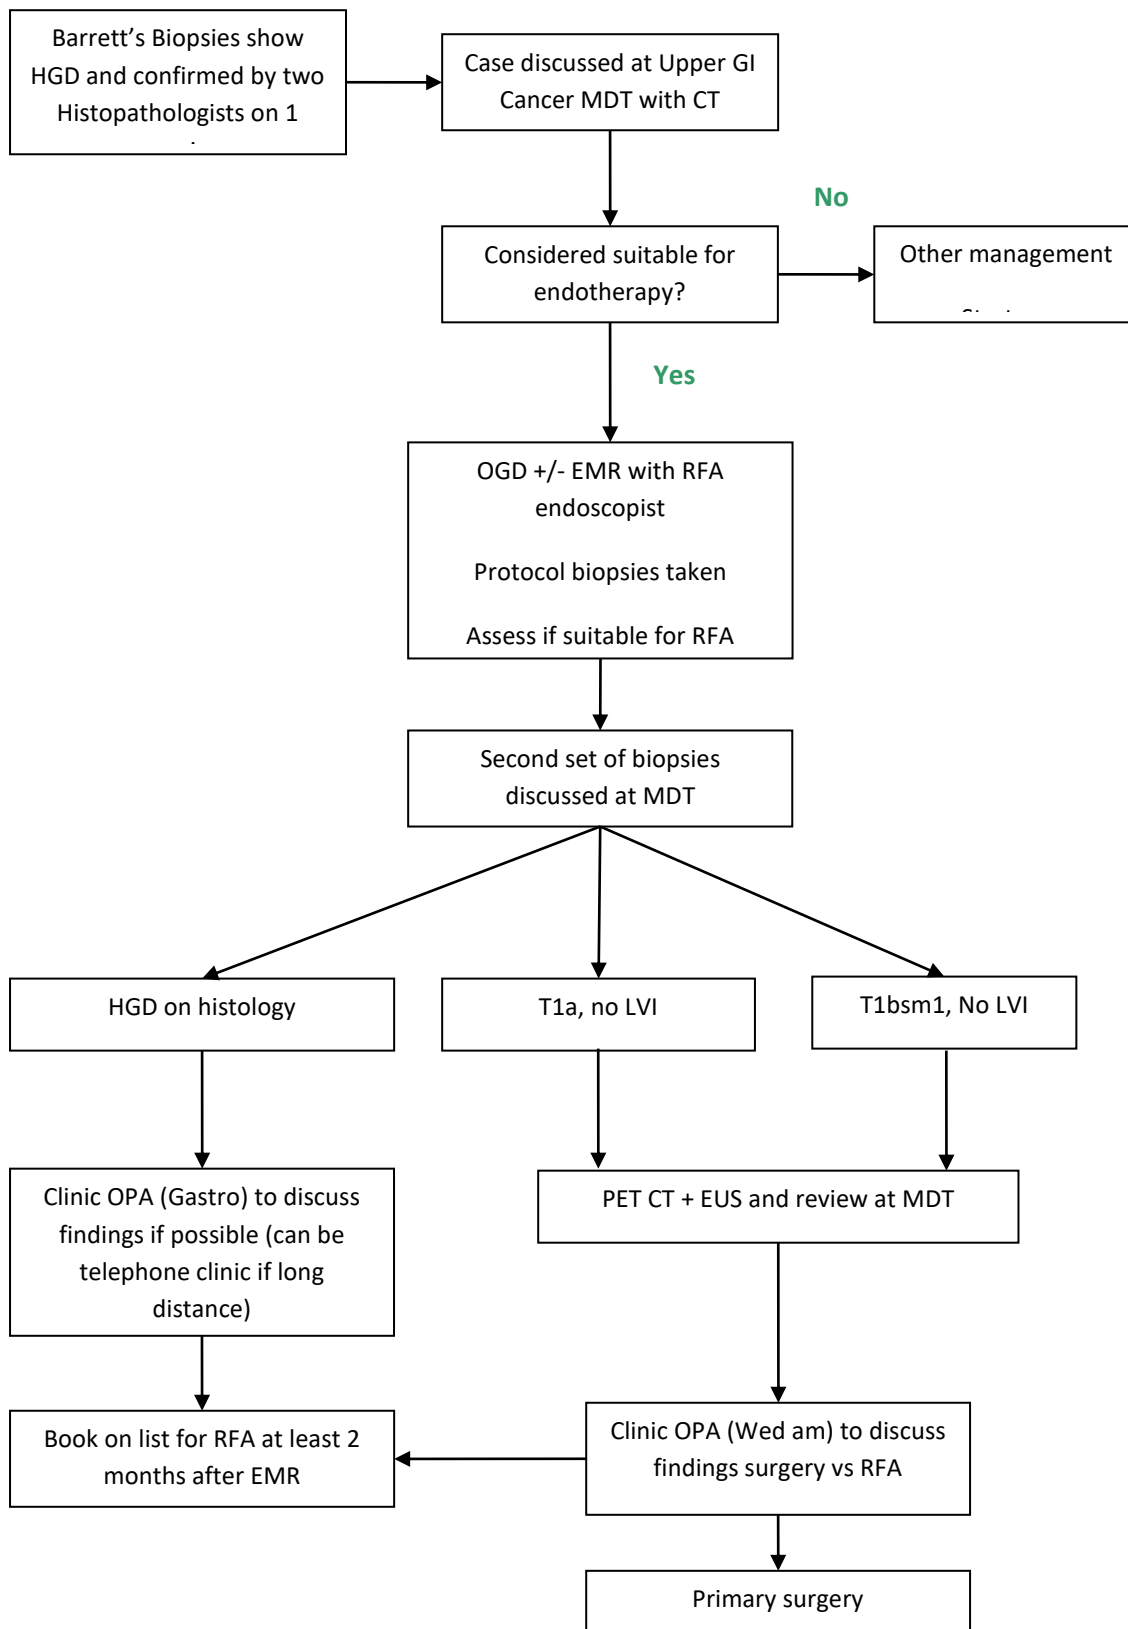 Barrett's Biopsies show
HGD and confirmed by two
Histopathologists on 1
Case discussed at Upper GI
Cancer MDT with CT
No
Considered suitable for
endotherapy?
Other management
Yes
OGD +/- EMR with RFA
endoscopist
Protocol biopsies taken
Assess if suitable for RFA
Second set of biopsies
discussed at MDT
HGD on histology
T1a, no LVI
T1bsm1, No LVI
Clinic OPA (Gastro) to discuss
findings if possible (can be
telephone clinic if long
distance)
PET CT + EUS and review at MDT
Book on list for RFA at least 2
months after EMR
Clinic OPA (Wed am) to discuss
findings surgery vs RFA
Primary surgery